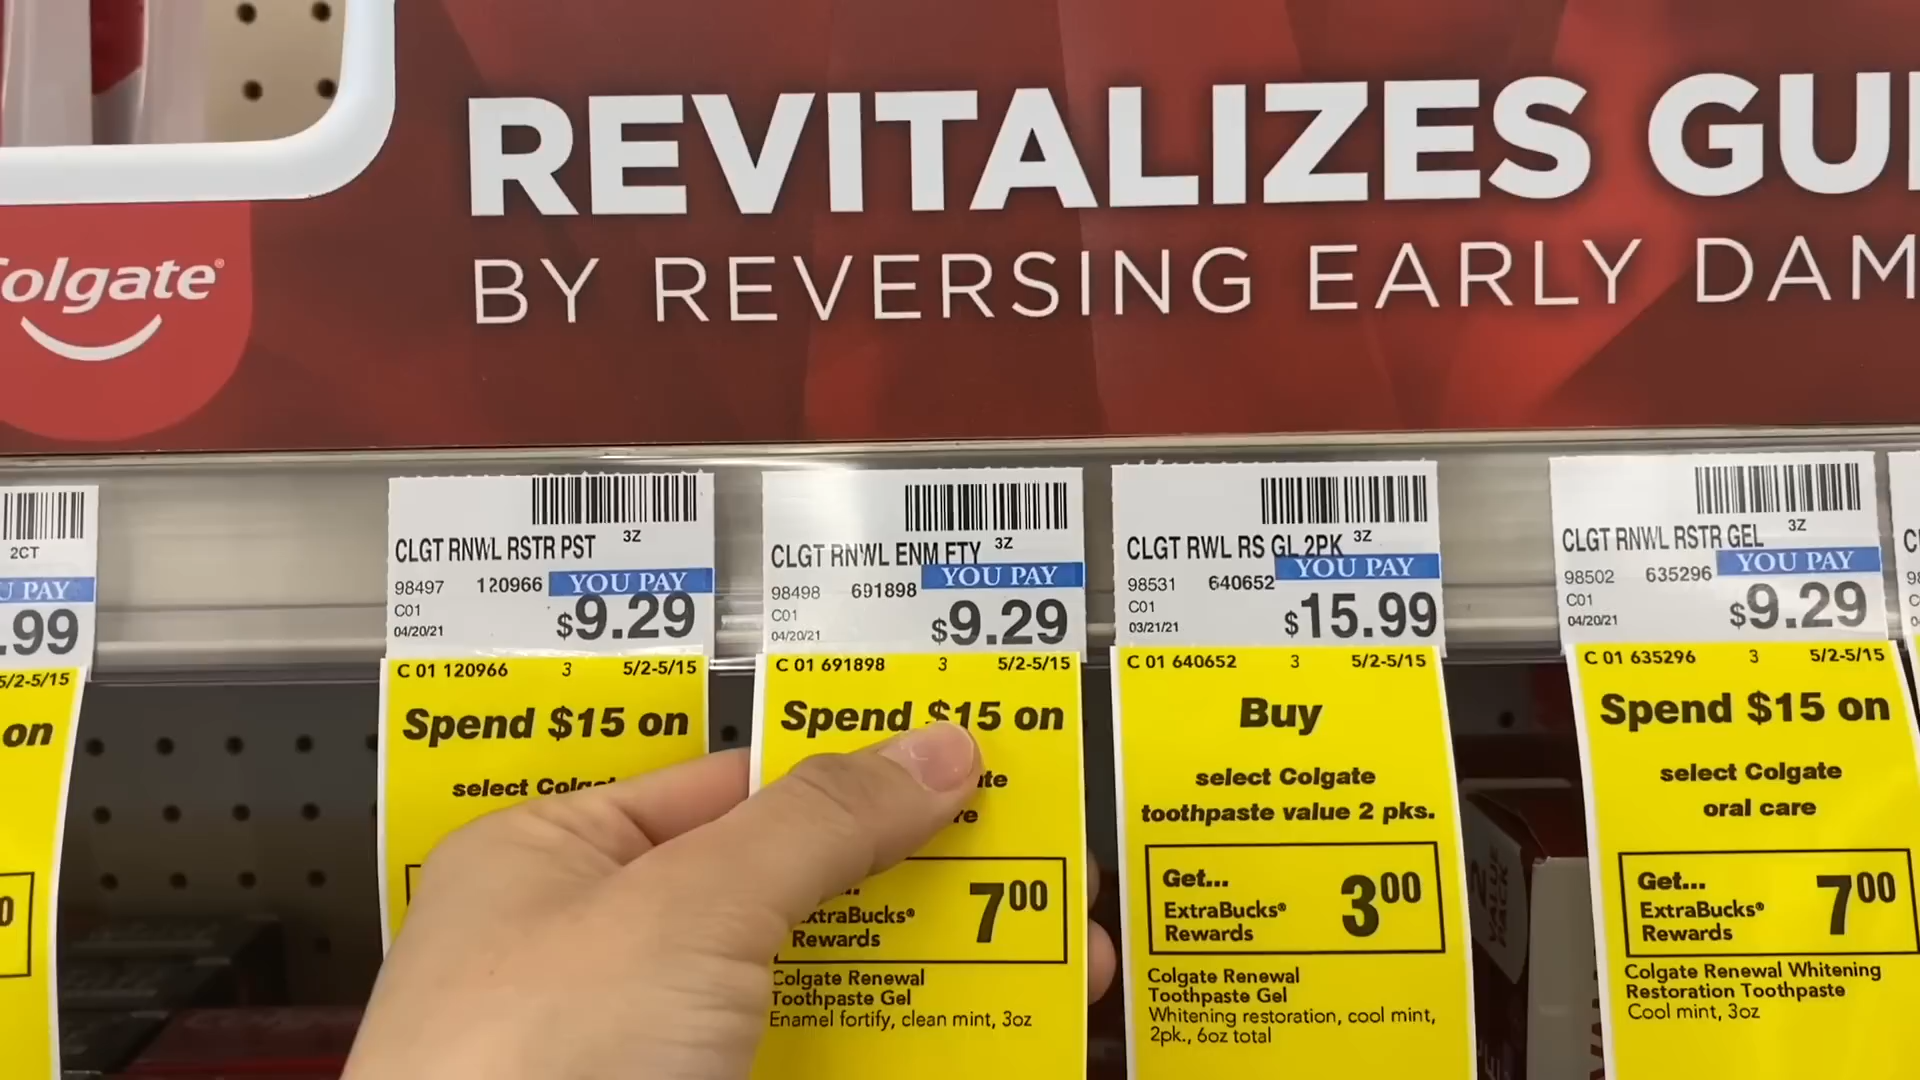 REVITALIZES
BY REVERSING EARLY
2CT
.99
5/2-5/15
on
CLGT RNWL RSTR PST 3Z
98497 120966 YOU PAY
C01
04/20/21 $9.29
C 01 120966 3 5/2-5/15
Spend $15 on
select
CLGT RNWL ENM FTY 3Z
98498 691898 YOU PAY
C01
04/20/21 $9.29
C 01 691898 3 5/2-5/15
Spend $15 on
7.00
Rewards
Colgate Renewal
Toothpaste Gel
Enamel fortify, clean mint, 3oz
CLGT RWL RS GL 2PK 3Z
98531 640652 YOU PAY
C01
03/21/21 $15.99
C 01 640652 3 5/2-5/15
Buy
select Colgate
toothpaste value 2 pks.
Get...
ExtraBucks® 3.00
Rewards
Colgate Renewal
Toothpaste Gel
Whitening restoration, cool mint,
2pk., 6oz total
CLGT RNWL RSTR GEL 3Z
98502 635296 YOU PAY
C01
04/20/21 $9.29
C 01 635296 3 5/2-5/15
Spend $15 on
select Colgate
oral care
Get...
ExtraBucks® 7.00
Rewards
Colgate Renewal Whitening
Restoration Toothpaste
Cool mint, 3oz